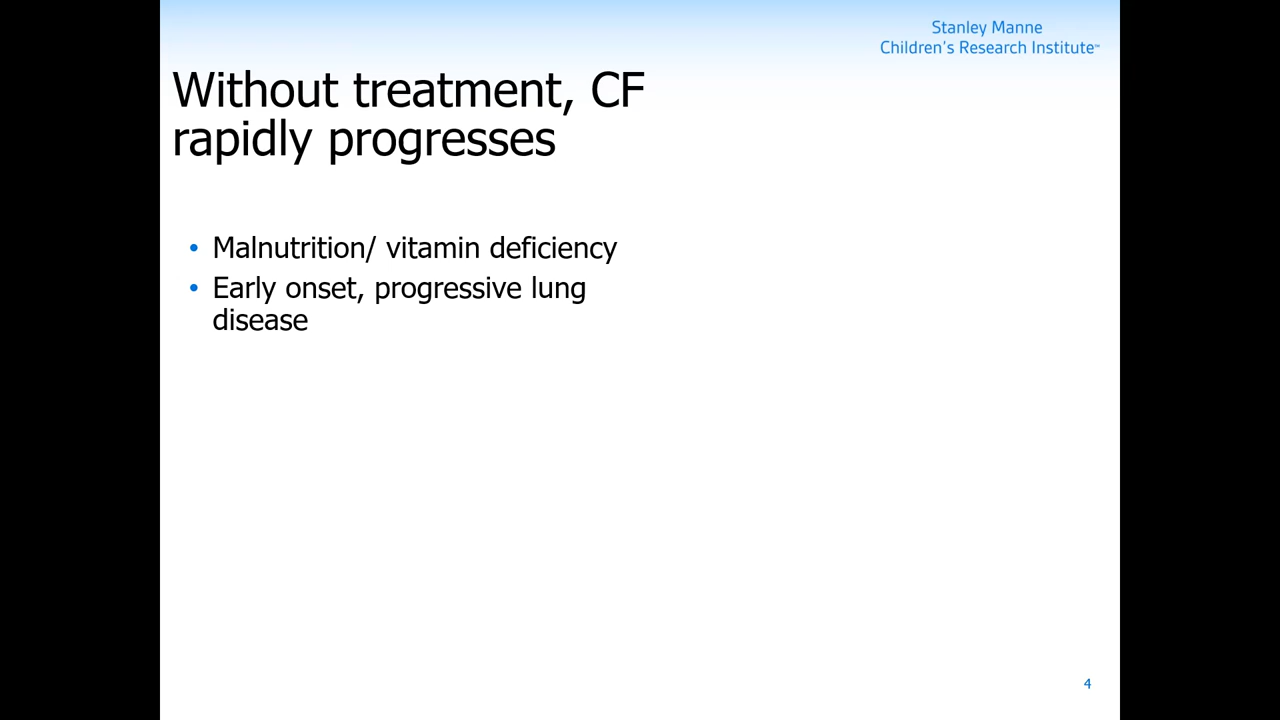 Stanley Manne
Children's Research Institute™
Without treatment, CF
rapidly progresses
• Malnutrition/ vitamin deficiency
• Early onset, progressive lung
disease
4